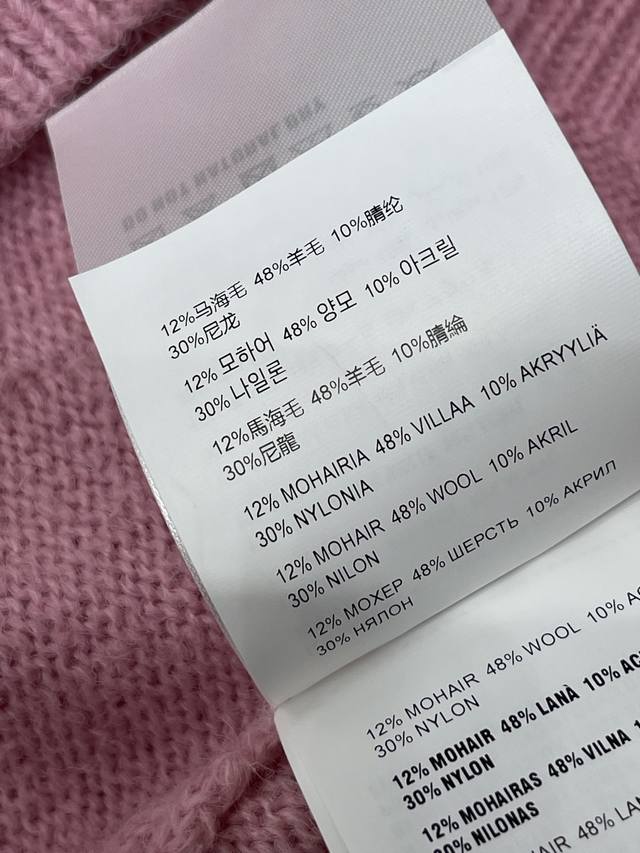 12%马海毛 48%羊毛 10%腈纶
30%尼龙
12% 모하어 48% 양모 10% 아크릴
30% 나일론
12%馬海毛 48%羊毛 10%腈綸
30%尼龍
12% MOHAIRIA 48% VILLAA 10% AKRYYLIÄ
30% NYLONIA
12% MOHAIR 48% WOOL 10% AKRIL
30% NILON
12% МОХЕР 48% ШЕРСТЬ 10% АКРИЛ
30% НЯЛОН
12% MOHAIR 48% WOOL 10%
30% NYLON
12% MOHAIR 48% LANÀ 10%
30% NYLON
12% MOHAIRAS 48% VILNA
30% NILONAS
48% LANA